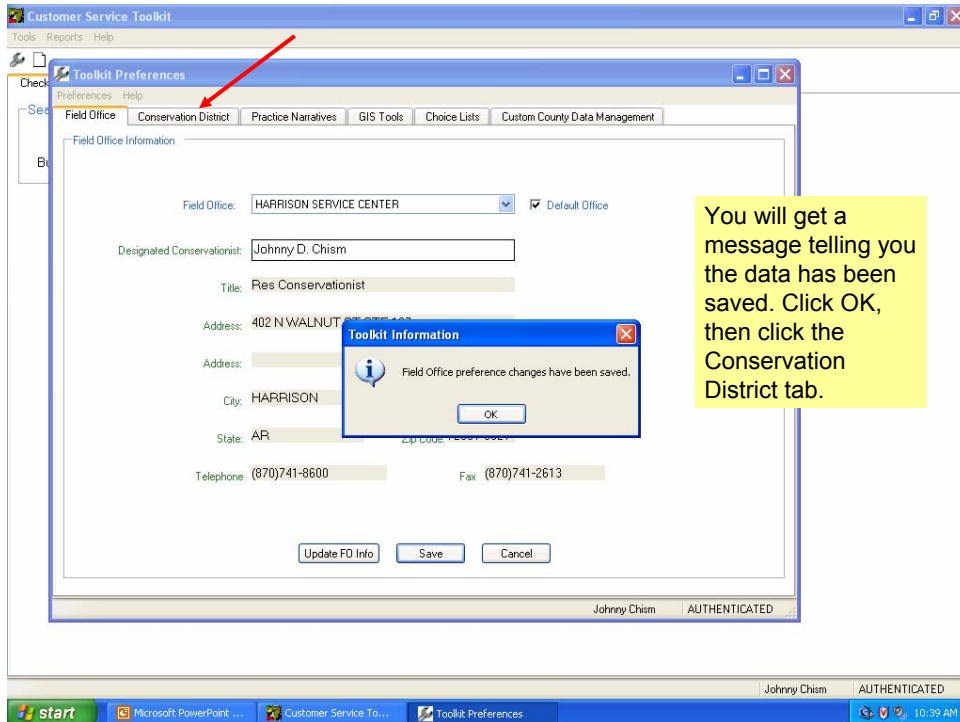 Customer Service Toolkit
Tools Reports Help
Toolkit Preferences
Check
Preferences Help
Field Office Conservation District Practice Narratives GIS Tools Choice Lists Custom County Data Management
Field Office Information
Field Office: HARRISON SERVICE CENTER Default Office
Designated Conservationist: Johnny D. Chism
Title: Res Conservationist
Address: 402 N WALNUT
Toolkit Information
Address:
Field Office preference changes have been saved.
City: HARRISON
OK
State: AR Zip Code:
Telephone (870)741-8600 Fax (870)741-2613
Update FO Info Save Cancel
Johnny Chism AUTHENTICATED
You will get a
message telling you
the data has been
saved. Click OK,
then click the
Conservation
District tab.
Johnny Chism AUTHENTICATED
start Microsoft PowerPoint ... Customer Service To... Toolkit Preferences 10:39 AM